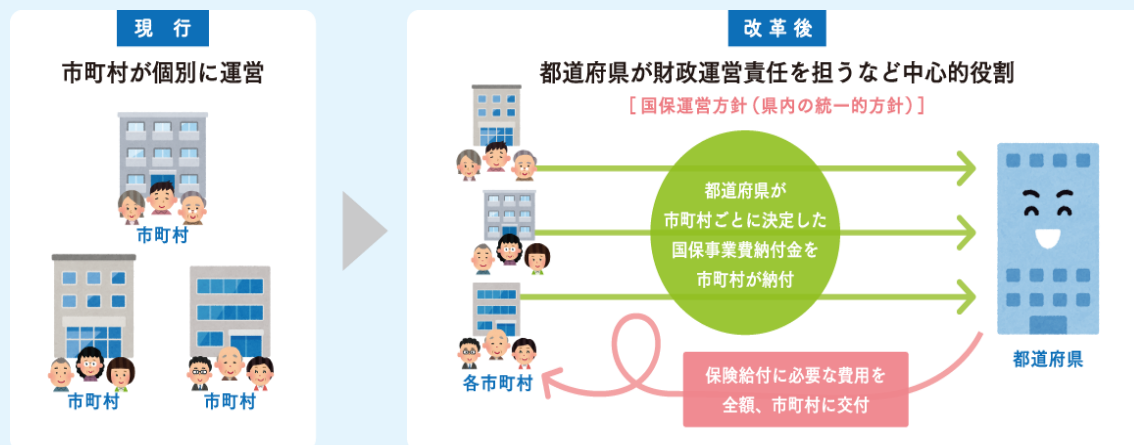 現行
市町村が個別に運営
市町村
市町村
市町村
改革後
都道府県が財政運営責任を担うなど中心的役割
[国保運営方針(県内の統一的方針)]
都道府県が
市町村ごとに決定した
国保事業費納付金を
市町村が納付
各市町村
都道府県
保険給付に必要な費用を
全額、市町村に交付